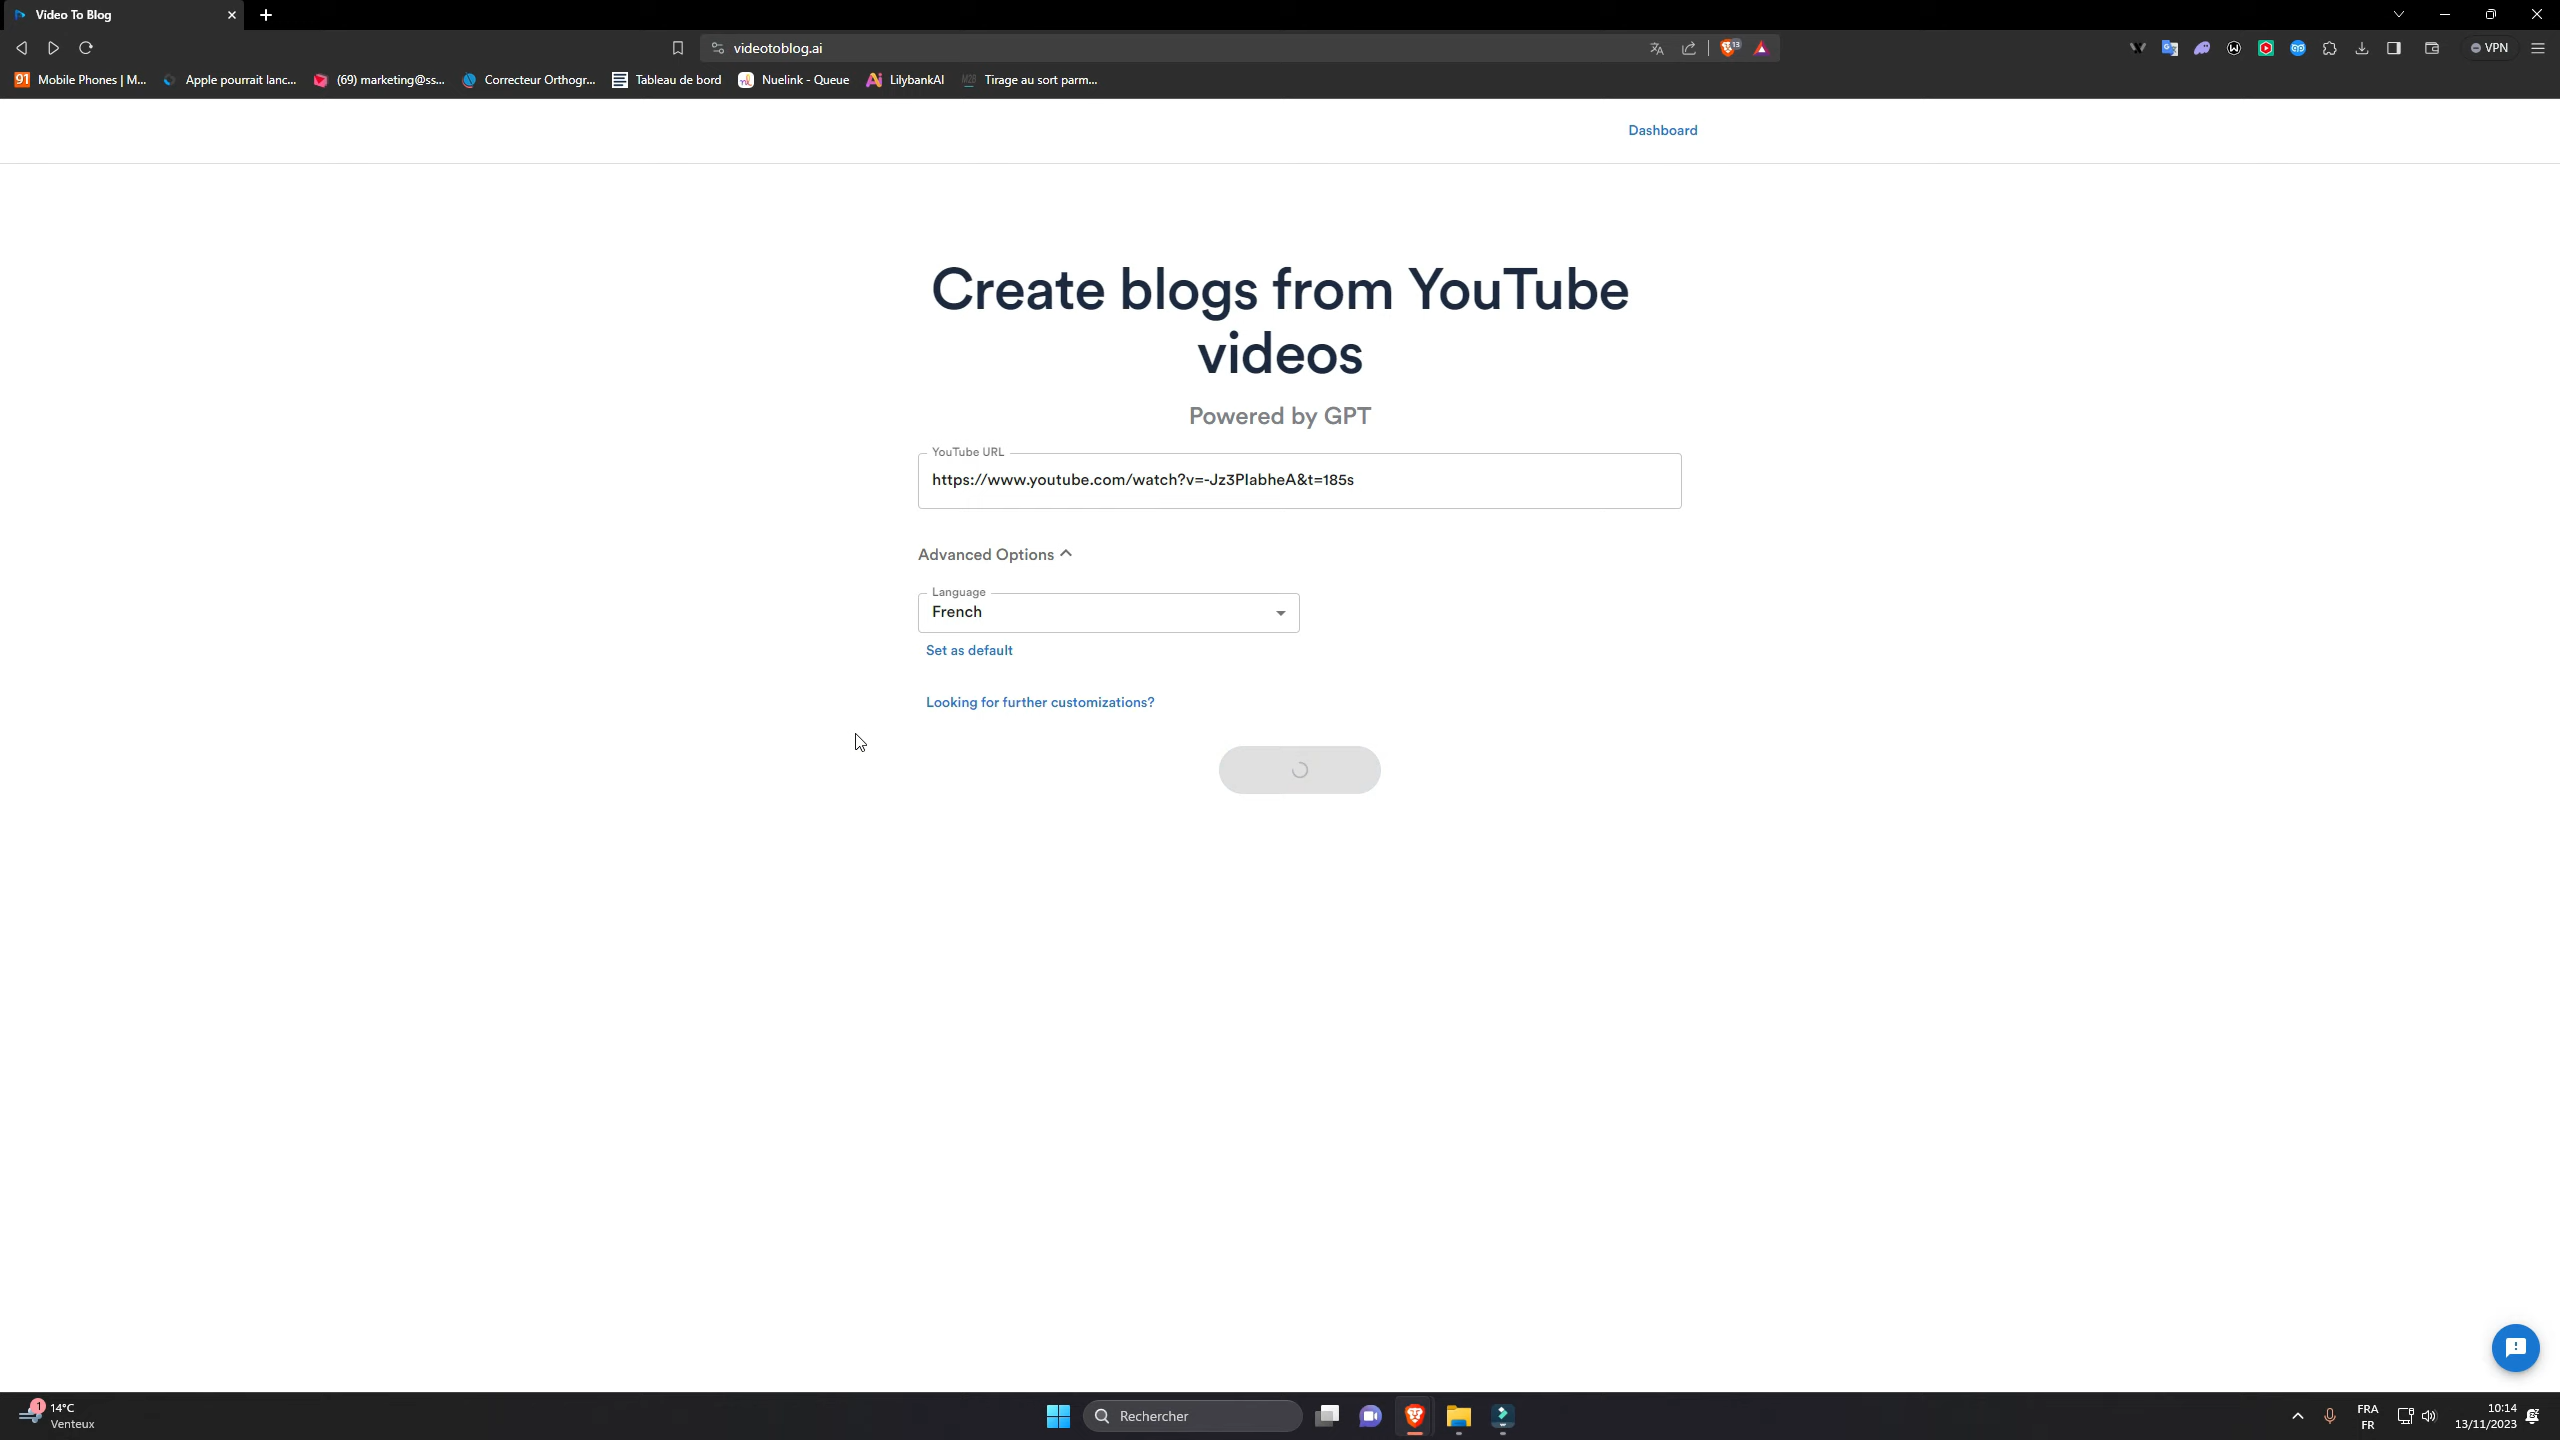 Video To Blog
videotoblog.ai
13
VPN
91 Mobile Phones | M...
Apple pourrait lanc...
(69) marketing@ss...
Correcteur Orthogr...
Tableau de bord
Nuelink - Queue
LilybankAI
Tirage au sort parm...
Dashboard
Create blogs from YouTube
videos
Powered by GPT
YouTube URL
https://www.youtube.com/watch?v=-Jz3PlabheA&t=185s
Advanced Options
Language
French
Set as default
Looking for further customizations?
1
14°C
Venteux
Rechercher
FRA
FR
10:14
13/11/2023